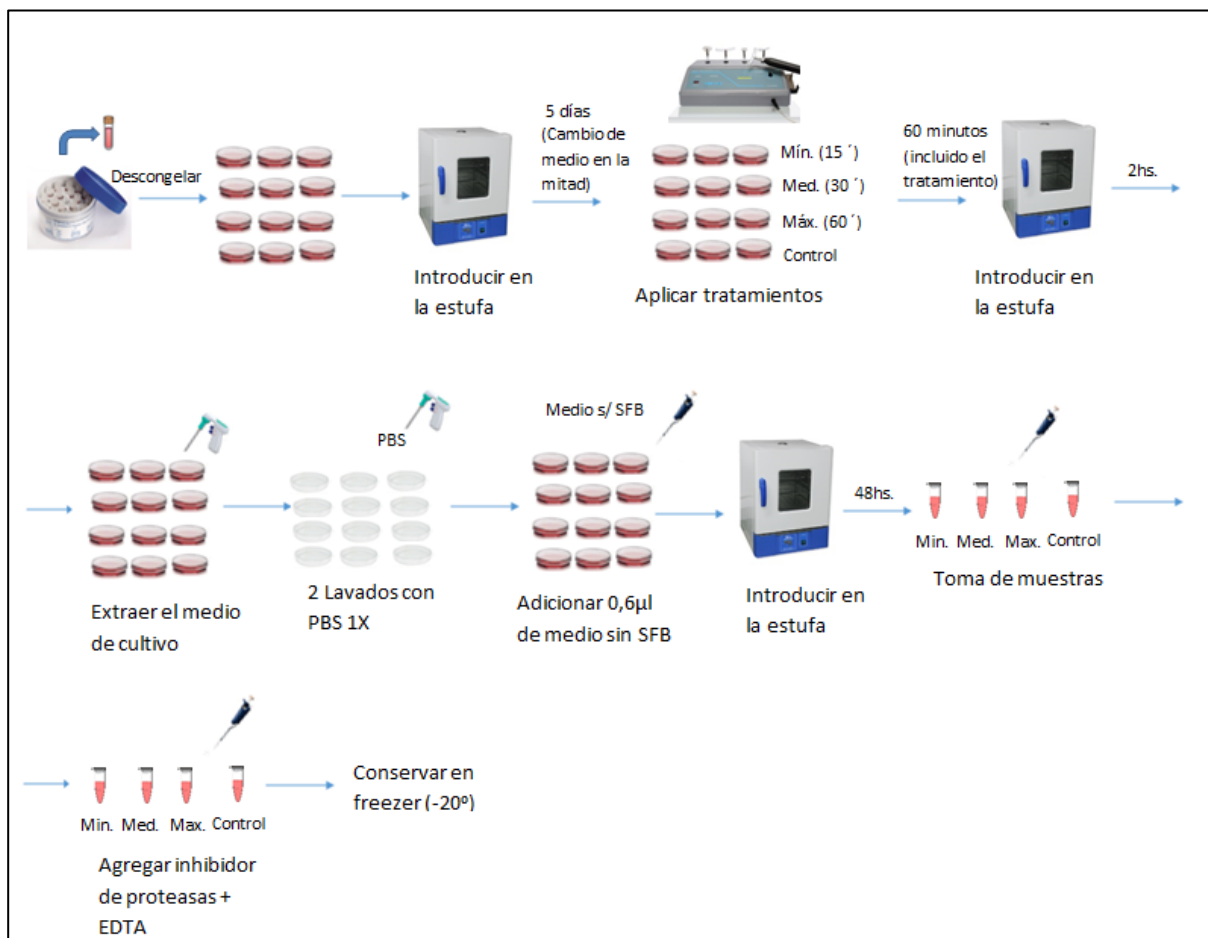 Descongelar
Introducir en
la estufa
5 días
(Cambio de
medio en la
mitad)
Mín. (15 ´)
Med. (30 ´)
Máx. (60 ´)
Control
Aplicar tratamientos
60 minutos
(incluido el
tratamiento)
Introducir en
la estufa
2hs.
Extraer el medio
de cultivo
PBS
2 Lavados con
PBS 1X
Medio s/ SFB
Adicionar 0,6µl
de medio sin SFB
Introducir en
la estufa
48hs.
Min. Med. Max. Control
Toma de muestras
Min. Med. Max. Control
Agregar inhibidor
de proteasas +
EDTA
Conservar en
freezer (-20º)